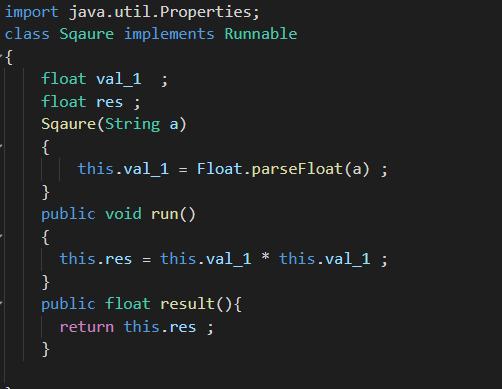 import java.util.Properties;
class Sqaure implements Runnable
{
float val_1  ;
float res ;
Sqaure(String a)
{
this.val_1 = Float.parseFloat(a) ;
}
public void run()
{
this.res = this.val_1 * this.val_1 ;
}
public float result(){
return this.res ;
}
}